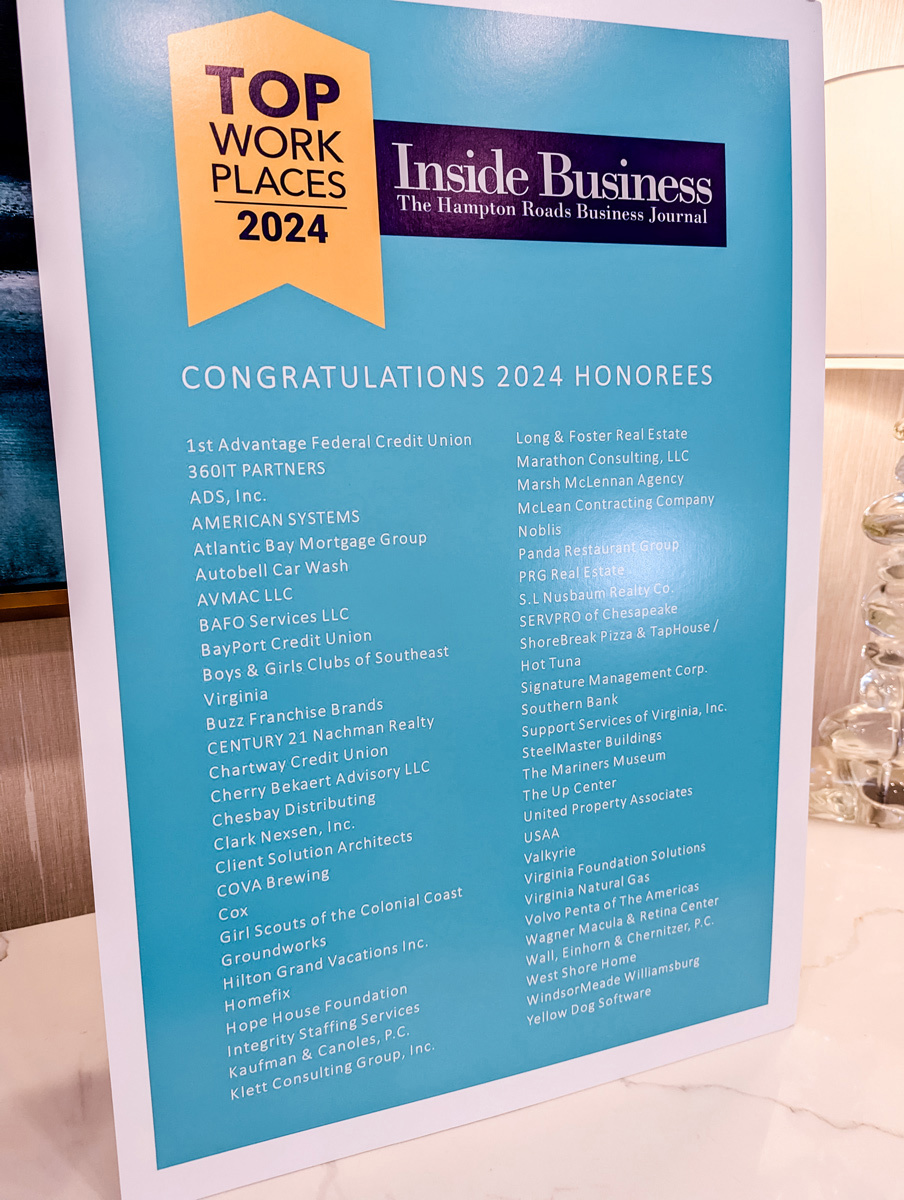 TOP
WORK
PLACES
2024
Inside Business
The Hampton Roads Business Journal
CONGRATULATIONS 2024 HONOREES
1st Advantage Federal Credit Union
360IT PARTNERS
ADS, Inc.
AMERICAN SYSTEMS
Atlantic Bay Mortgage Group
Autobell Car Wash
AVMAC LLC
BAFO Services LLC
BayPort Credit Union
Boys & Girls Clubs of Southeast
Virginia
Buzz Franchise Brands
CENTURY 21 Nachman Realty
Chartway Credit Union
Cherry Bekaert Advisory LLC
Chesbay Distributing
Clark Nexsen, Inc.
Client Solution Architects
COVA Brewing
Cox
Girl Scouts of the Colonial Coast
Groundworks
Hilton Grand Vacations Inc.
Homefix
Hope House Foundation
Integrity Staffing Services
Kaufman & Canoles, P.C.
Klett Consulting Group, Inc.
Long & Foster Real Estate
Marathon Consulting, LLC
Marsh McLennan Agency
McLean Contracting Company
Noblis
Panda Restaurant Group
PRG Real Estate
S.L Nusbaum Realty Co.
SERVPRO of Chesapeake
ShoreBreak Pizza & TapHouse /
Hot Tuna
Signature Management Corp.
Southern Bank
Support Services of Virginia, Inc.
SteelMaster Buildings
The Mariners Museum
The Up Center
United Property Associates
USAA
Valkyrie
Virginia Foundation Solutions
Virginia Natural Gas
Volvo Penta of The Americas
Wagner Macula & Retina Center
Wall, Einhorn & Chernitzer, P.C.
West Shore Home
WindsorMeade Williamsburg
Yellow Dog Software